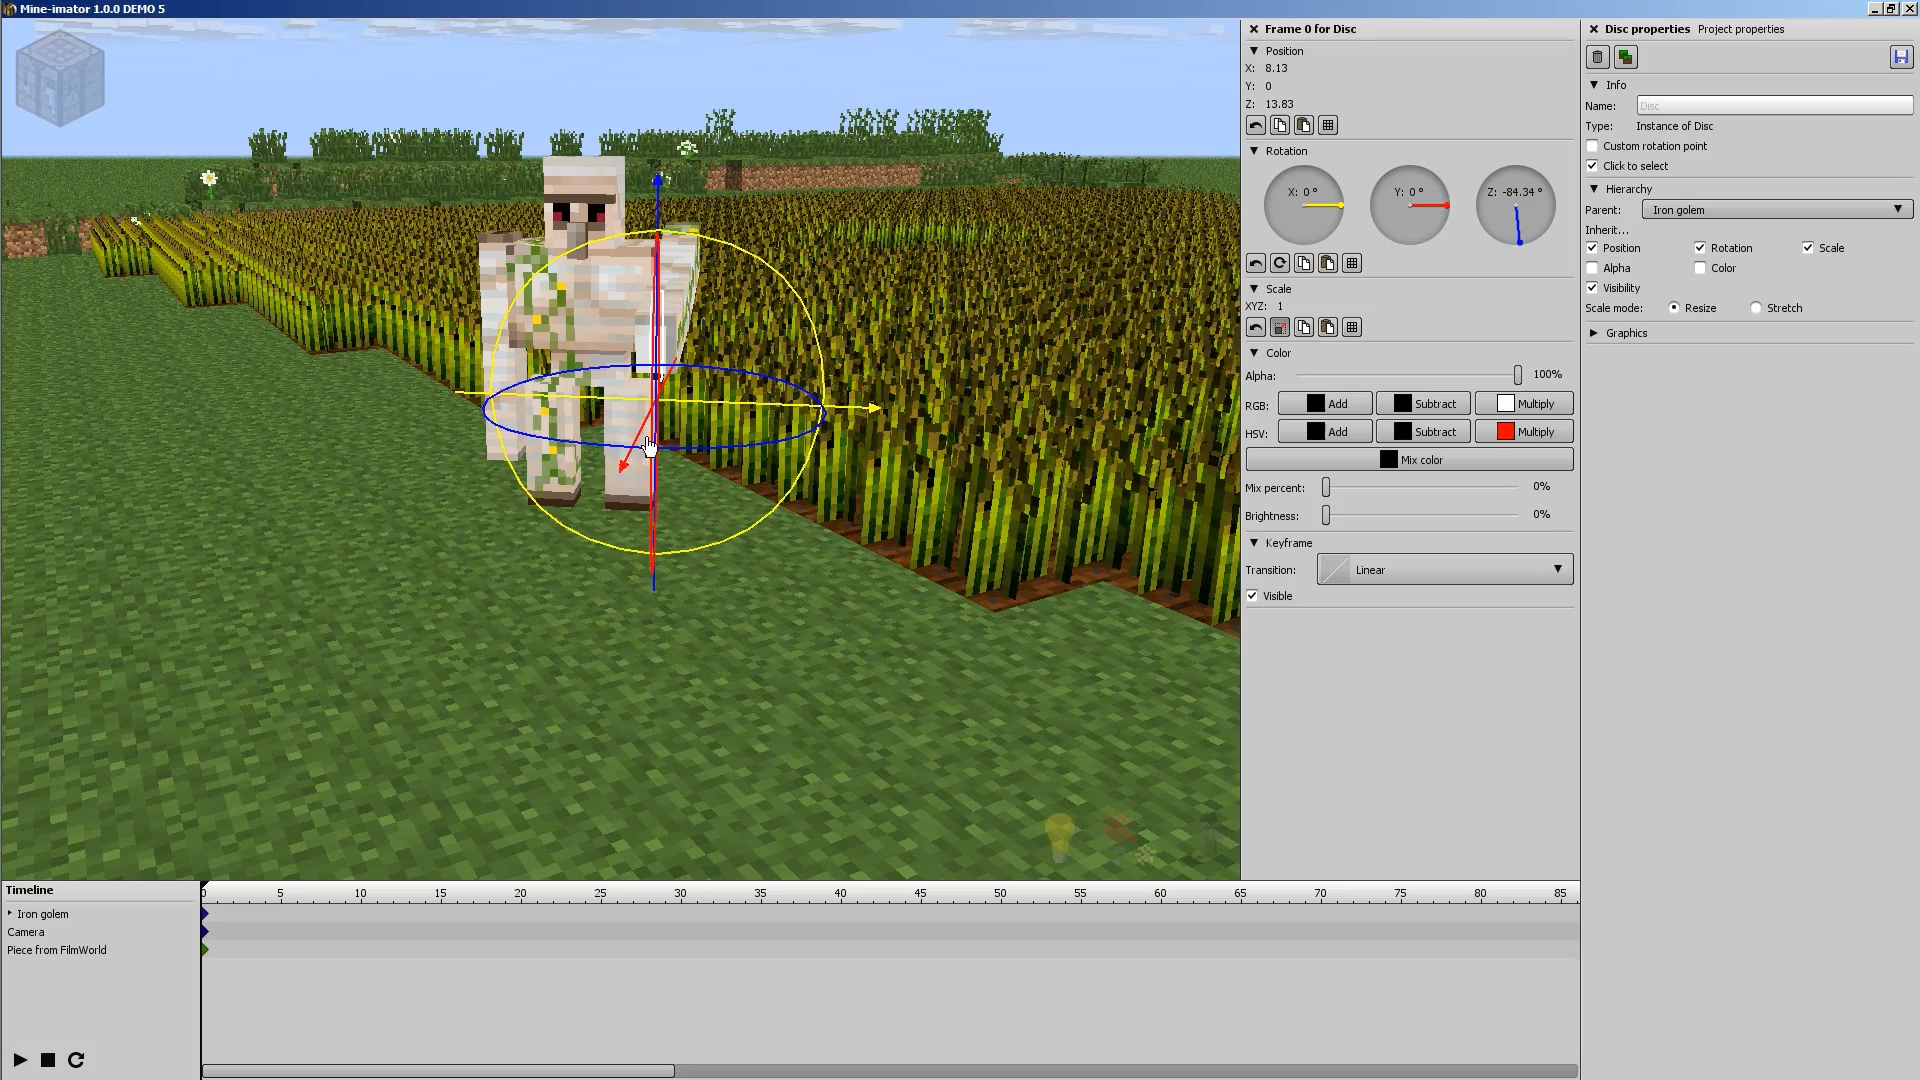 Mine-imator 1.0.0 DEMO 5
Frame 0 for Disc
Position
X: 8.13
Y: 0
Z: 13.83
Rotation
X: 0 °
Y: 0 °
Z: -84.34 °
Scale
XYZ: 1
Color
Alpha: 100%
RGB: Add Subtract Multiply
HSV: Add Subtract Multiply
Mix color
Mix percent: 0%
Brightness: 0%
Keyframe
Transition: Linear
Visible
Disc properties Project properties
Info
Name: Disc
Type: Instance of Disc
Custom rotation point
Click to select
Hierarchy
Parent: Iron golem
Inherit...
Position Rotation Scale
Alpha Color
Visibility
Scale mode: Resize Stretch
Graphics
Timeline
0 5 10 15 20 25 30 35 40 45 50 55 60 65 70 75 80 85
Iron golem
Camera
Piece from FilmWorld